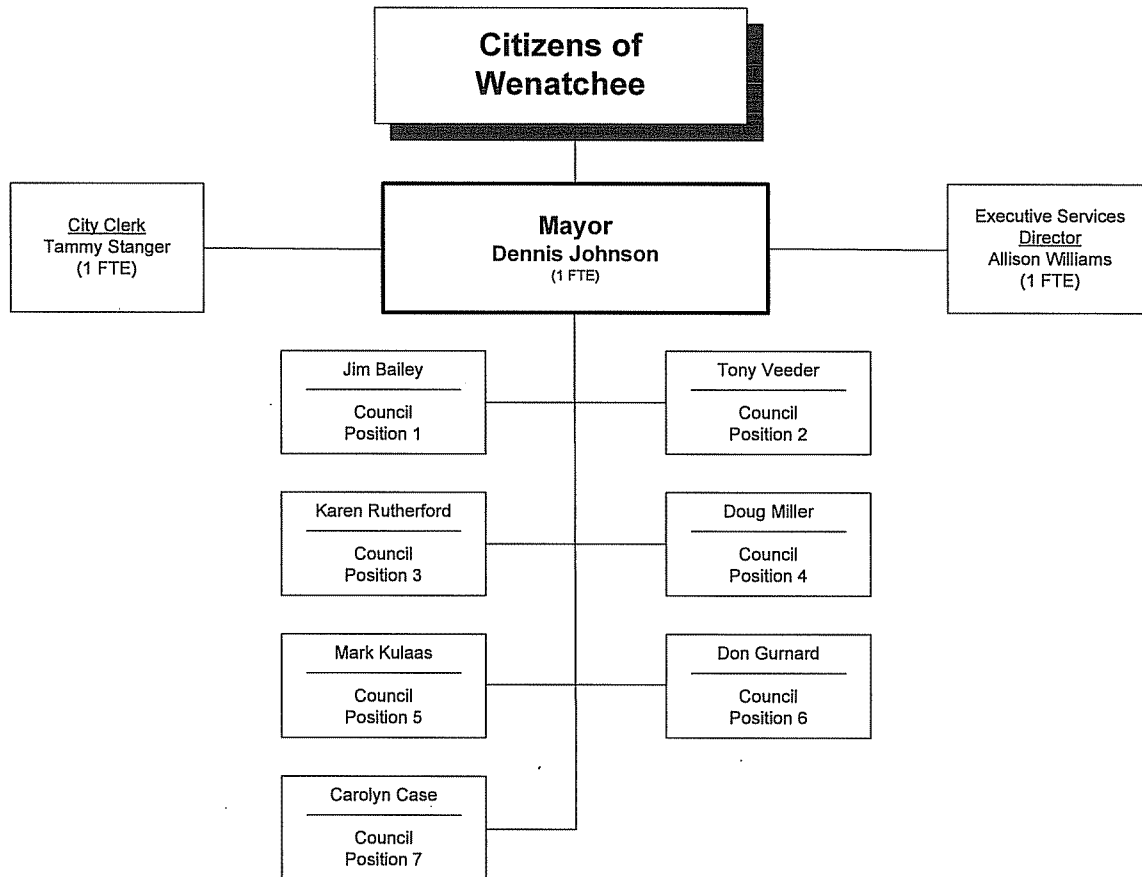 Citizens of
Wenatchee
City Clerk
Tammy Stanger
(1 FTE)
Mayor
Dennis Johnson
(1 FTE)
Executive Services
Director
Allison Williams
(1 FTE)
Jim Bailey
Council
Position 1
Tony Veeder
Council
Position 2
Karen Rutherford
Council
Position 3
Doug Miller
Council
Position 4
Mark Kulaas
Council
Position 5
Don Gurnard
Council
Position 6
Carolyn Case
Council
Position 7